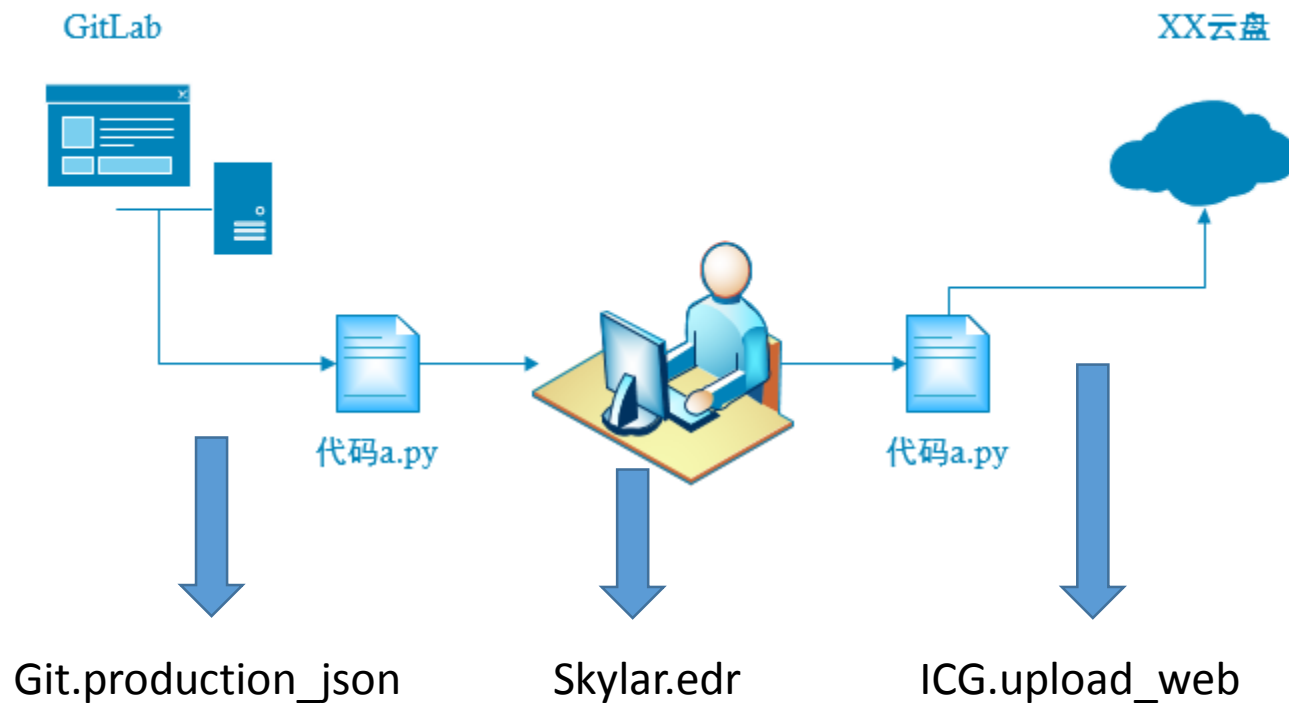 GitLab
XX云盘
代码a.py
代码a.py
Git.production_json
Skylar.edr
ICG.upload_web